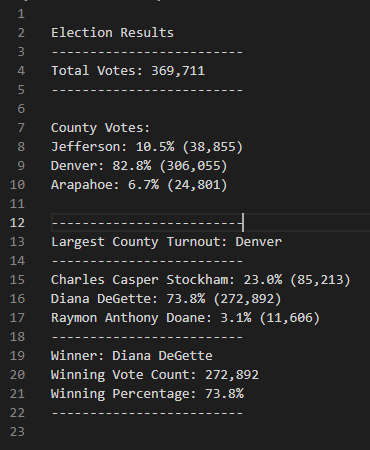 1
2 Election Results
3 -------------------------
4 Total Votes: 369,711
5 -------------------------
6
7 County Votes:
8 Jefferson: 10.5% (38,855)
9 Denver: 82.8% (306,055)
10 Arapahoe: 6.7% (24,801)
11
12 -------------------------
13 Largest County Turnout: Denver
14 -------------------------
15 Charles Casper Stockham: 23.0% (85,213)
16 Diana DeGette: 73.8% (272,892)
17 Raymon Anthony Doane: 3.1% (11,606)
18 -------------------------
19 Winner: Diana DeGette
20 Winning Vote Count: 272,892
21 Winning Percentage: 73.8%
22 -------------------------
23